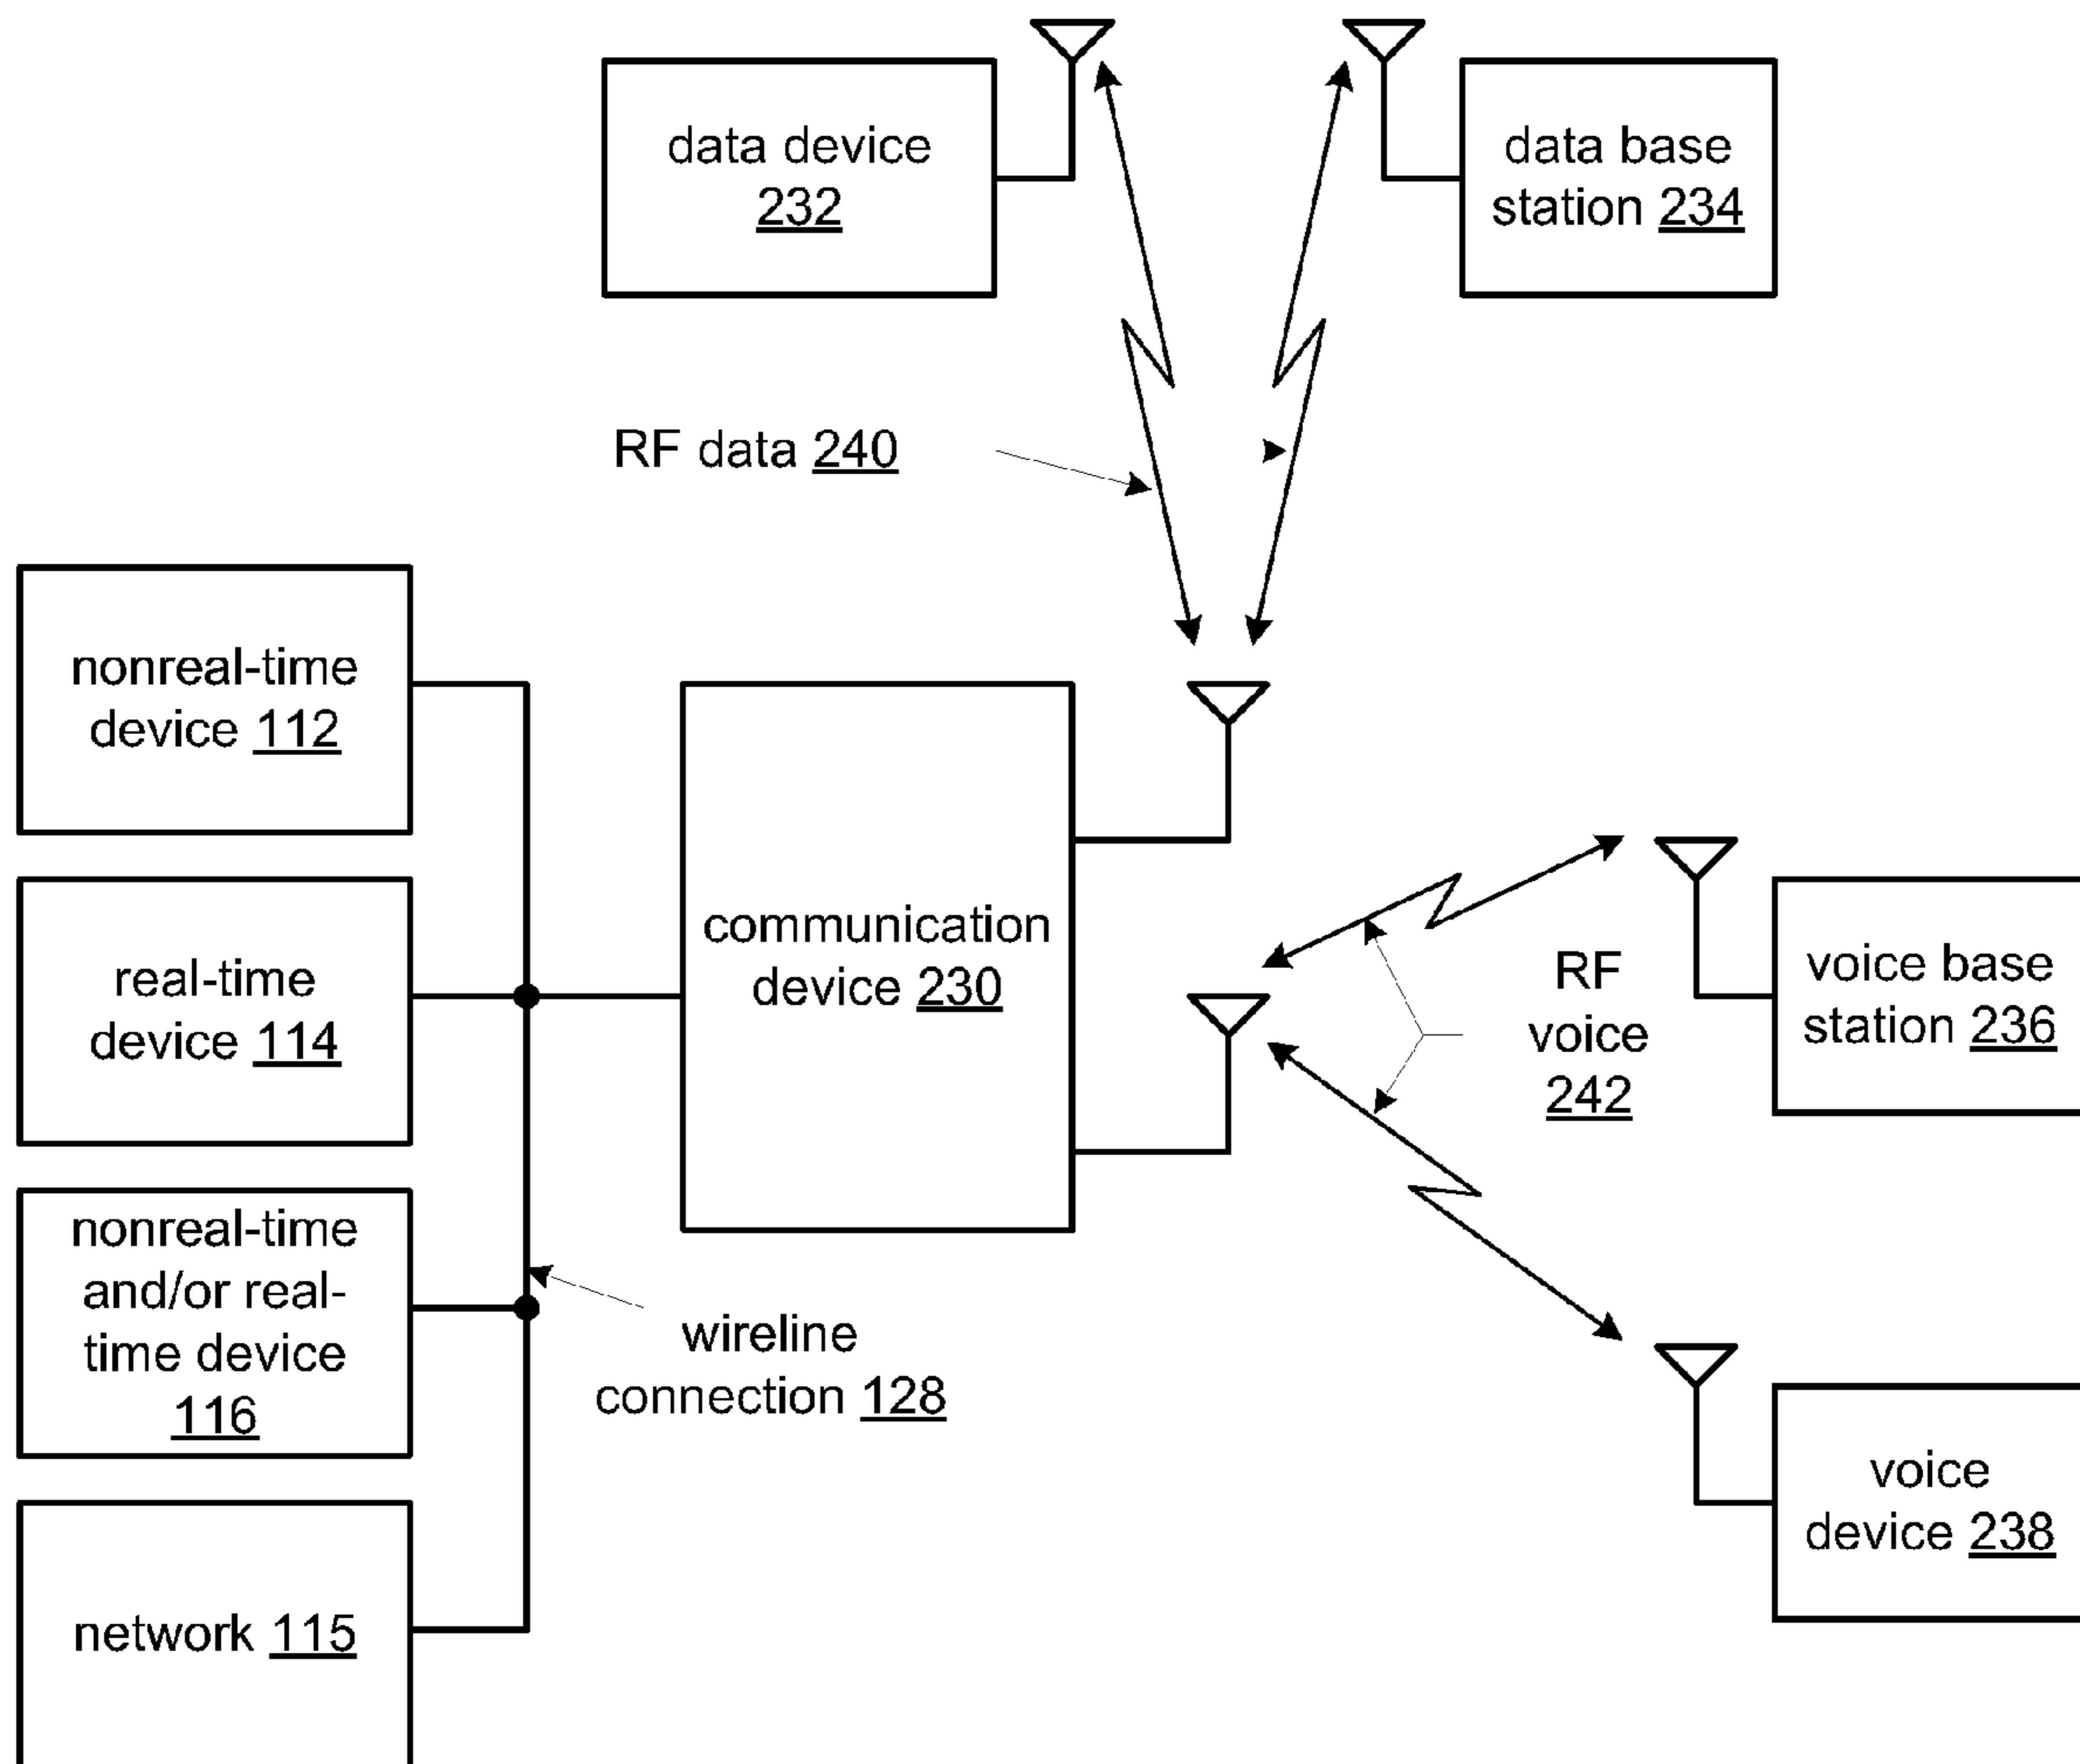 data device
232
data base
station 234
RF data 240
nonreal-time
device 112
communication
device 230
real-time
device 114
RF
voice
242
voice base
station 236
nonreal-time
and/or real-
time device
116
wireline
connection 128
voice
device 238
network 115